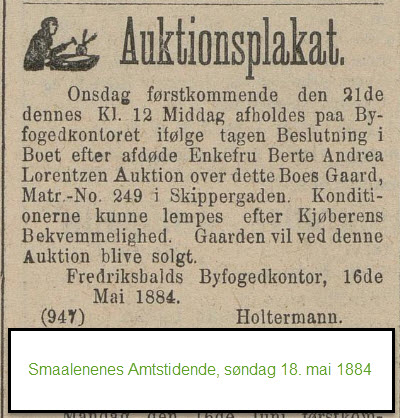 Auktionsplakat.
Onsdag førstkommende den 21de
dennes Kl. 12 Middag afholdes paa By-
fogedkontoret ifølge tagen Beslutning i
Boet efter afdøde Enkefru Berte Andrea
Lorentzen Auktion over dette Boes Gaard,
Matr.-No. 249 i Skippergaden. Konditi-
onerne kunne lempes efter Kjøberens
Bekvemmelighed. Gaarden vil ved denne
Auktion blive solgt.
Fredriksbalds Byfogedkontor, 16de
Mai 1884.
(947) Holtermann.
Smaalenenes Amtstidende, søndag 18. mai 1884